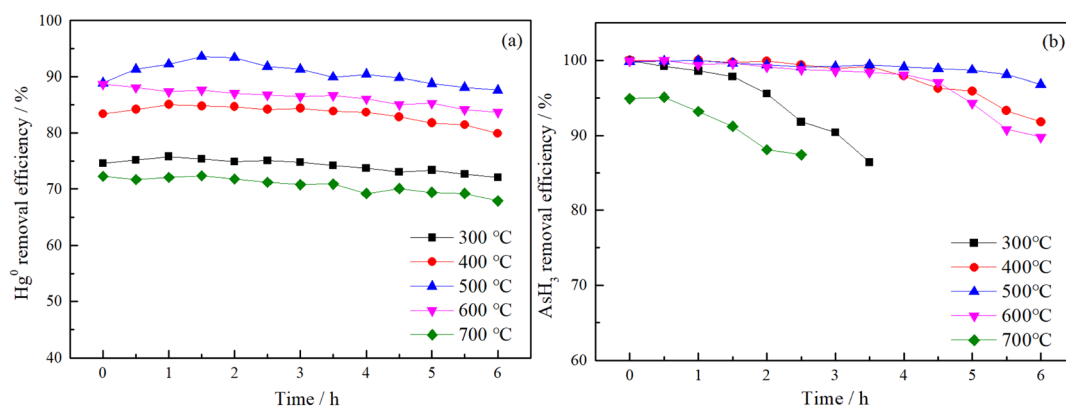 (a)
Hg⁰ removal efficiency / %
100
90
80
70
60
50
40
300 °C
400 °C
500 °C
600 °C
700 °C
0 1 2 3 4 5 6
Time / h
(b)
AsH₃ removal efficiency / %
100
90
80
70
60
300°C
400°C
500°C
600°C
700°C
0 1 2 3 4 5 6
Time / h